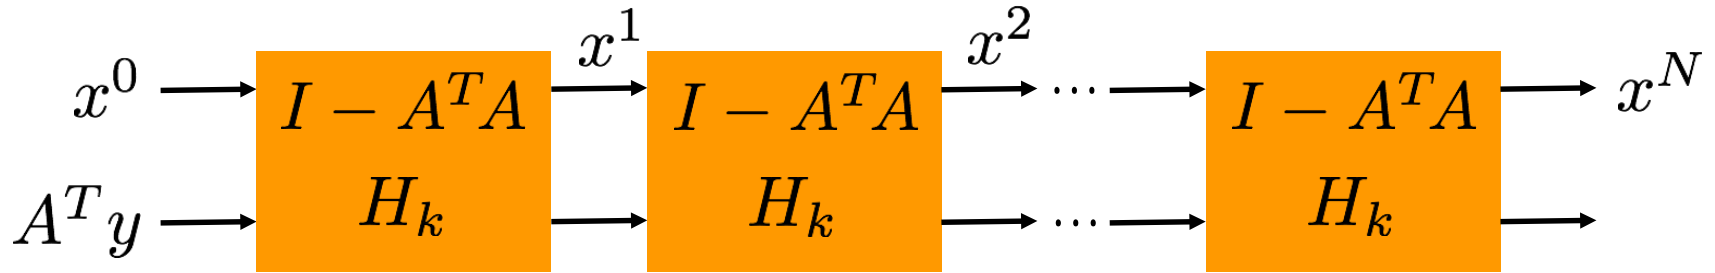 x^0
x^1
x^2
x^N
I − A^T A
H_k
I − A^T A
H_k
···
···
I − A^T A
H_k
A^T y